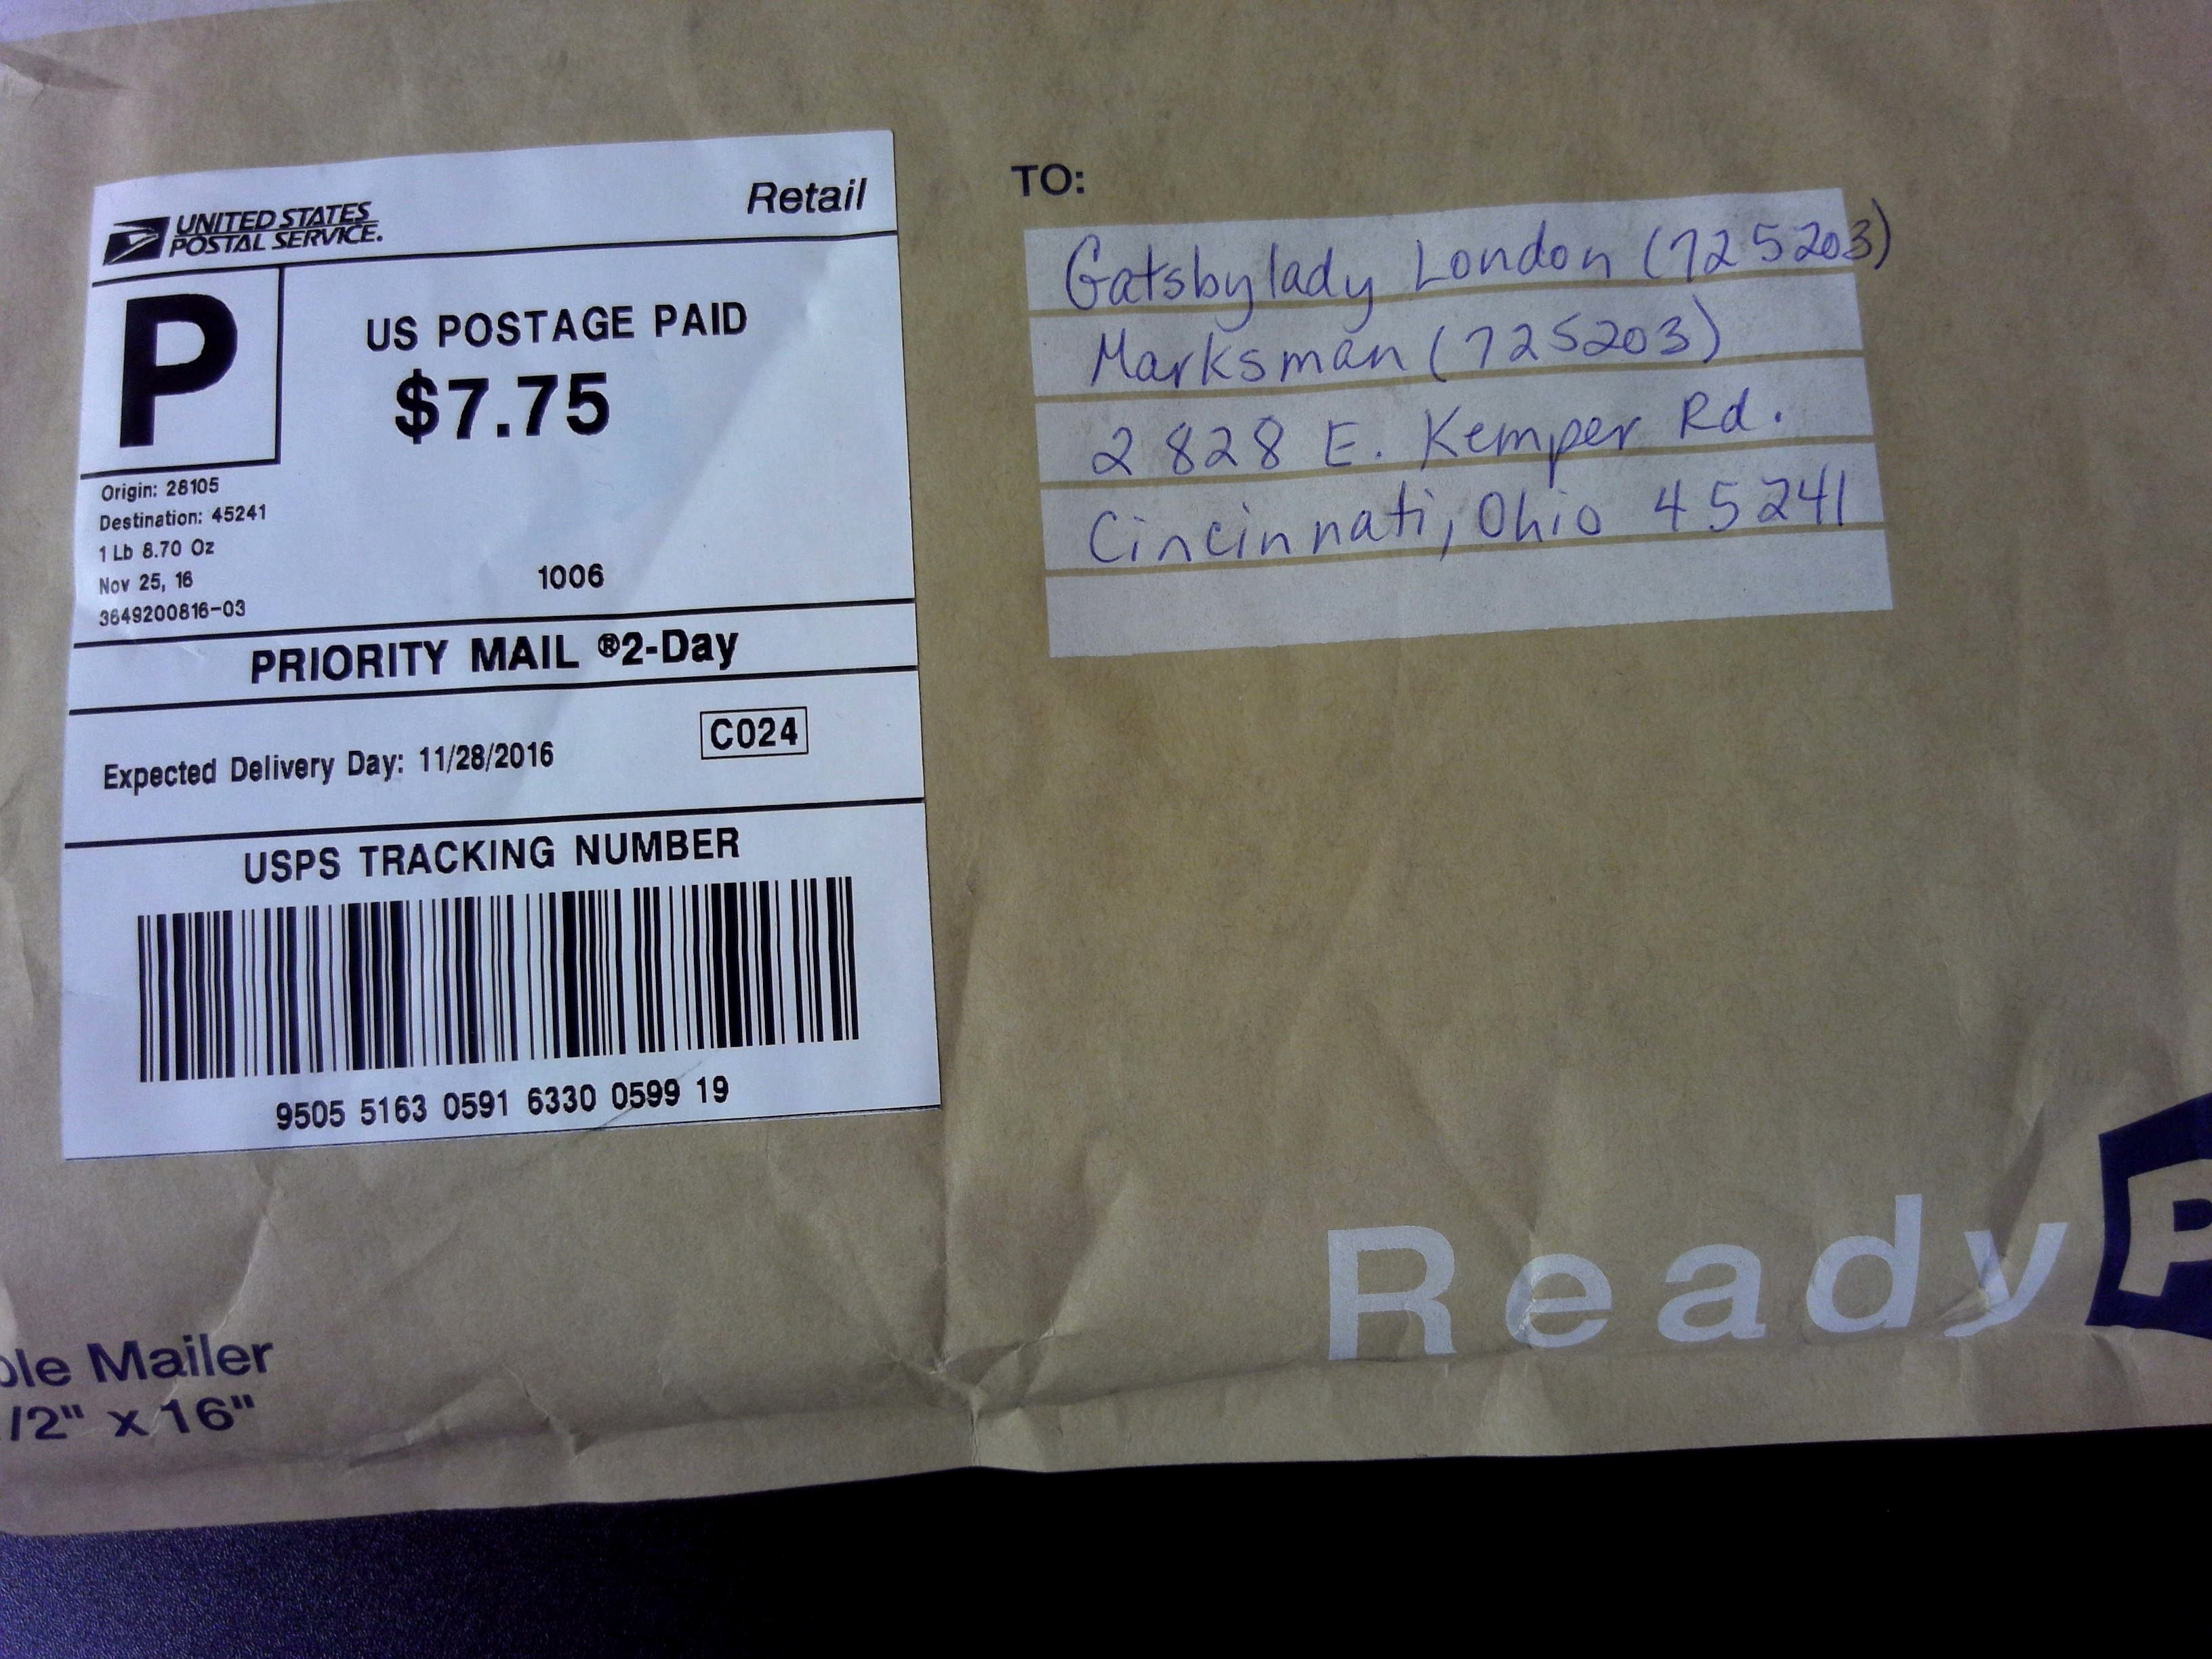 UNITED STATES
POSTAL SERVICE.
Retail
P
US POSTAGE PAID
$7.75
Origin: 28105
Destination: 45241
1 Lb 8.70 Oz
Nov 25, 16
3649200816-03
1006
PRIORITY MAIL ®2-Day
Expected Delivery Day: 11/28/2016
C024
USPS TRACKING NUMBER
9505 5163 0591 6330 0599 19
TO:
Gatsbylady London (725203)
Marksman (725203)
2828 E. Kemper Rd.
Cincinnati, Ohio 45241
Ready P
Mailer
/2" x 16"